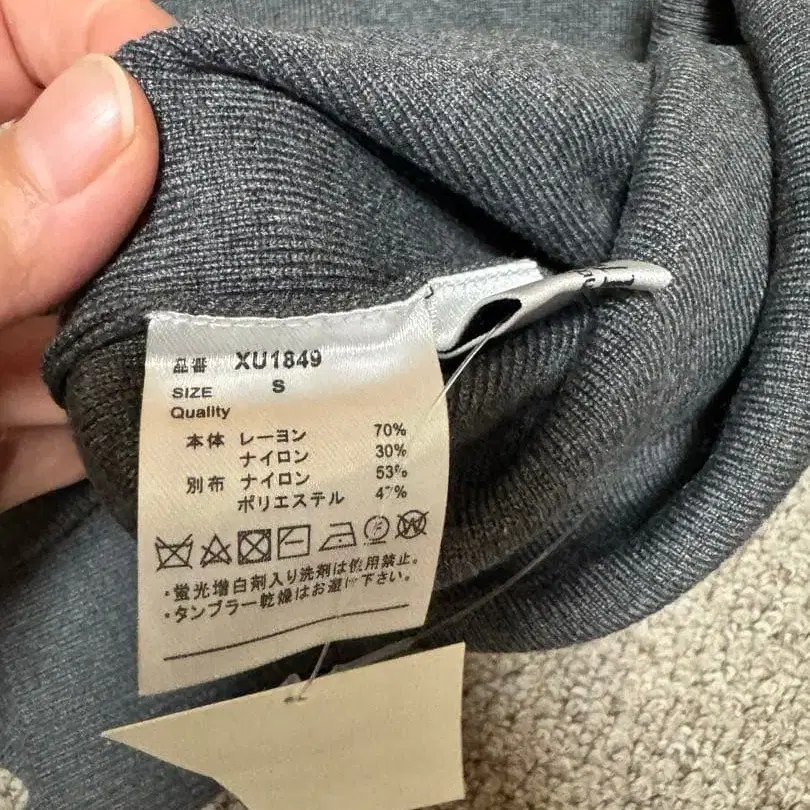 品番 XU1849
SIZE S
Quality
本体 レーヨン 70%
ナイロン 30%
別布 ナイロン 53%
ポリエステル 47%
・蛍光増白剤入り洗剤は使用禁止。
・タンブラー乾燥はお避け下さい。